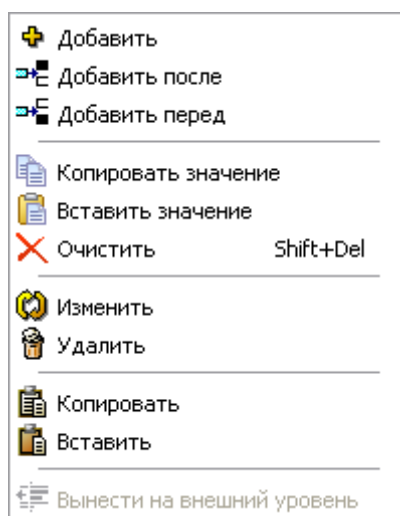 Добавить
Добавить после
Добавить перед
Копировать значение
Вставить значение
Очистить Shift+Del
Изменить
Удалить
Копировать
Вставить
Вынести на внешний уровень